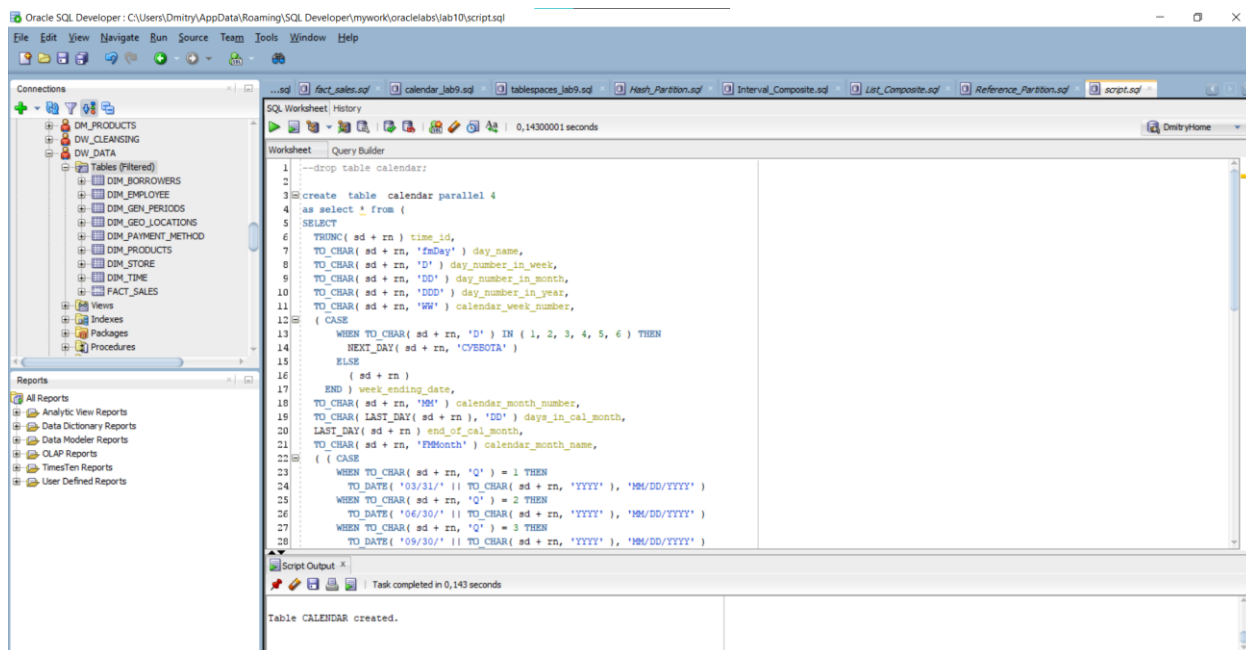 Oracle SQL Developer : C:\Users\Dmitry\AppData\Roaming\SQL Developer\mywork\oraclelabs\lab10\script.sql
File Edit View Navigate Run Source Team Tools Window Help
Connections
DM_PRODUCTS
DW_CLEANSING
DW_DATA
Tables (Filtered)
DIM_BORROWERS
DIM_EMPLOYEE
DIM_GEN_PERIODS
DIM_GEO_LOCATIONS
DIM_PAYMENT_METHOD
DIM_PRODUCTS
DIM_STORE
DIM_TIME
FACT_SALES
Views
Indexes
Packages
Procedures
Reports
All Reports
Analytic View Reports
Data Dictionary Reports
Data Modeler Reports
OLAP Reports
TimesTen Reports
User Defined Reports
...sql fact_sales.sql calendar_lab9.sql tablespaces_lab9.sql Hash_Partition.sql Interval_Composite.sql List_Composite.sql Reference_Partition.sql script.sql
SQL Worksheet History
0,14300001 seconds DmitryHome
Worksheet Query Builder
1 --drop table calendar;
2
3 create table calendar parallel 4
4 as select * from (
5 SELECT
6 TRUNC( sd + rn ) time_id,
7 TO_CHAR( sd + rn, 'fmDay' ) day_name,
8 TO_CHAR( sd + rn, 'D' ) day_number_in_week,
9 TO_CHAR( sd + rn, 'DD' ) day_number_in_month,
10 TO_CHAR( sd + rn, 'DDD' ) day_number_in_year,
11 TO_CHAR( sd + rn, 'WW' ) calendar_week_number,
12 ( CASE
13 WHEN TO_CHAR( sd + rn, 'D' ) IN ( 1, 2, 3, 4, 5, 6 ) THEN
14 NEXT_DAY( sd + rn, 'СУББОТА' )
15 ELSE
16 ( sd + rn )
17 END ) week_ending_date,
18 TO_CHAR( sd + rn, 'MM' ) calendar_month_number,
19 TO_CHAR( LAST_DAY( sd + rn ), 'DD' ) days_in_cal_month,
20 LAST_DAY( sd + rn ) end_of_cal_month,
21 TO_CHAR( sd + rn, 'FMMonth' ) calendar_month_name,
22 ( ( CASE
23 WHEN TO_CHAR( sd + rn, 'Q' ) = 1 THEN
24 TO_DATE( '03/31/' || TO_CHAR( sd + rn, 'YYYY' ), 'MM/DD/YYYY' )
25 WHEN TO_CHAR( sd + rn, 'Q' ) = 2 THEN
26 TO_DATE( '06/30/' || TO_CHAR( sd + rn, 'YYYY' ), 'MM/DD/YYYY' )
27 WHEN TO_CHAR( sd + rn, 'Q' ) = 3 THEN
28 TO_DATE( '09/30/' || TO_CHAR( sd + rn, 'YYYY' ), 'MM/DD/YYYY' )
Script Output
Task completed in 0,143 seconds
Table CALENDAR created.